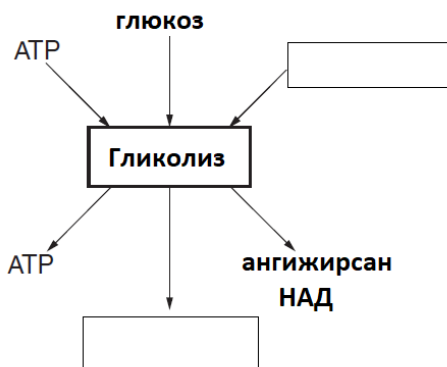 глюкоз
АТР
Гликолиз
АТР
ангижирсан
НАД